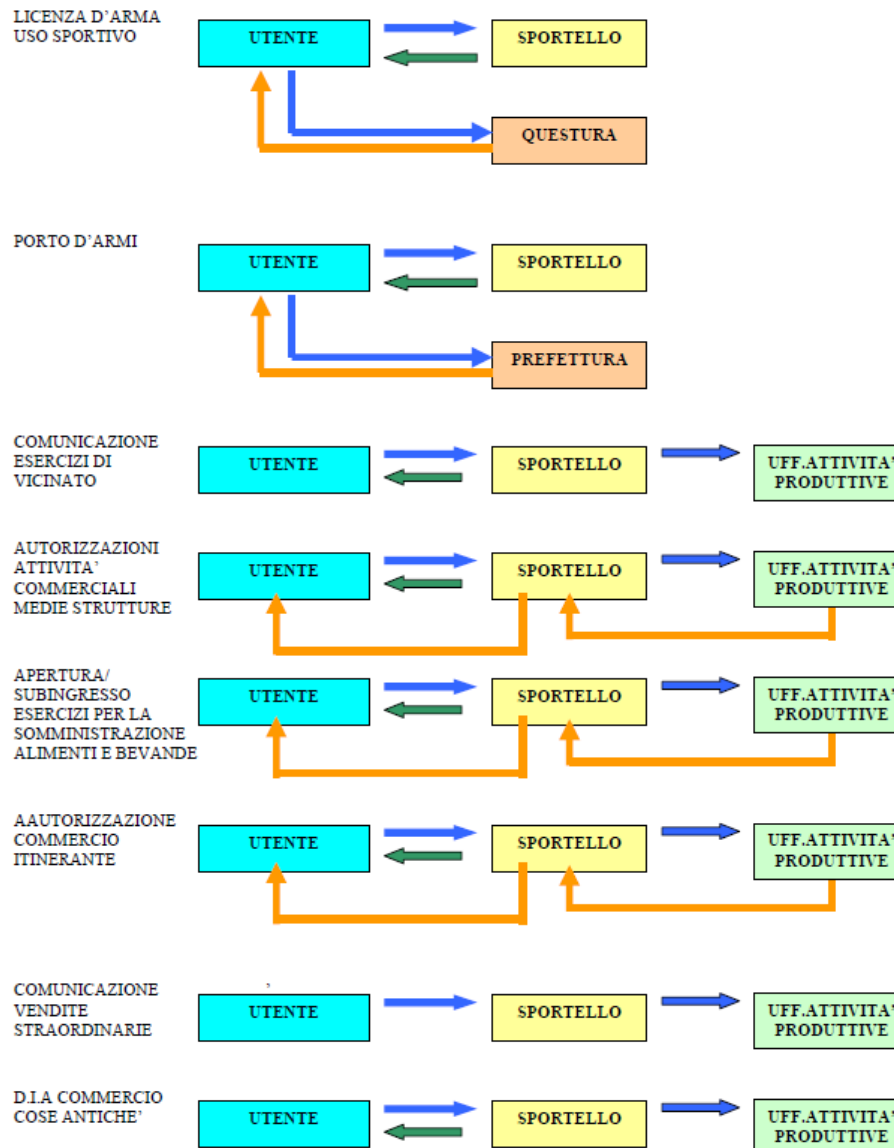 LICENZA D'ARMA
USO SPORTIVO
UTENTE
SPORTELLO
QUESTURA
PORTO D'ARMI
UTENTE
SPORTELLO
PREFETTURA
COMUNICAZIONE
ESERCIZI DI
VICINATO
UTENTE
SPORTELLO
UFF.ATTIVITA'
PRODUTTIVE
AUTORIZZAZIONI
ATTIVITA'
COMMERCIALI
MEDIE STRUTTURE
UTENTE
SPORTELLO
UFF.ATTIVITA'
PRODUTTIVE
APERTURA/
SUBINGRESSO
ESERCIZI PER LA
SOMMINISTRAZIONE
ALIMENTI E BEVANDE
UTENTE
SPORTELLO
UFF.ATTIVITA'
PRODUTTIVE
AAUTORIZZAZIONE
COMMERCIO
ITINERANTE
UTENTE
SPORTELLO
UFF.ATTIVITA'
PRODUTTIVE
COMUNICAZIONE
VENDITE
STRAORDINARIE
,
UTENTE
SPORTELLO
UFF.ATTIVITA'
PRODUTTIVE
D.I.A COMMERCIO
COSE ANTICHE'
UTENTE
SPORTELLO
UFF.ATTIVITA'
PRODUTTIVE